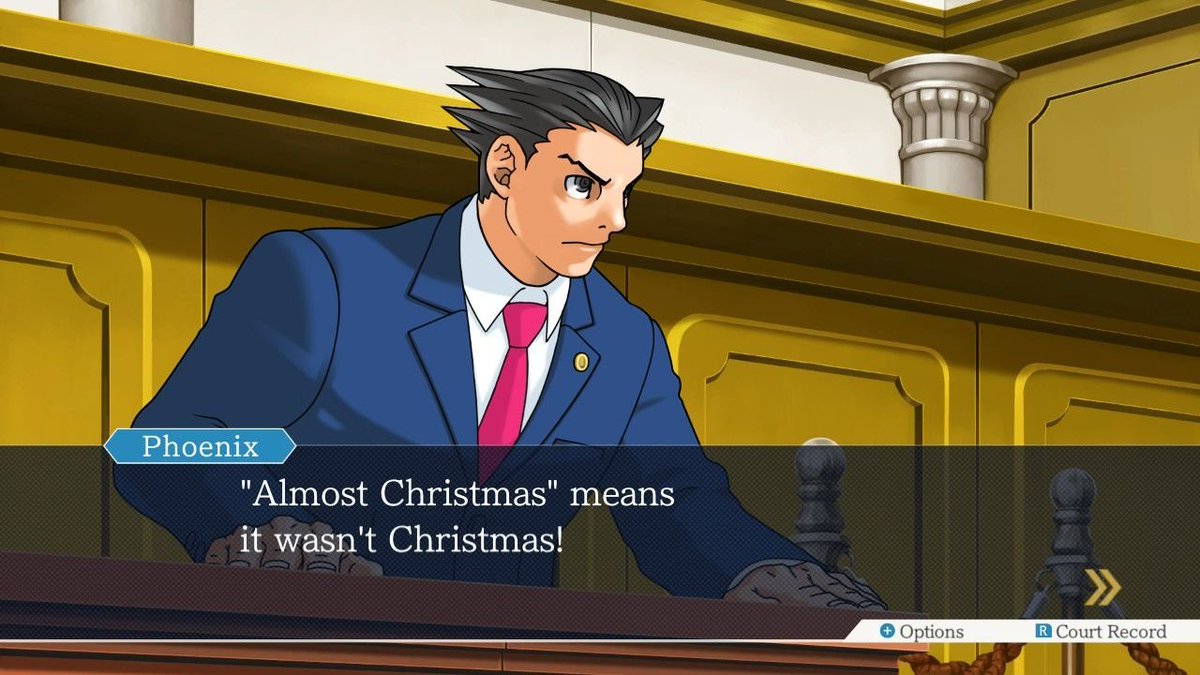 Phoenix
"Almost Christmas" means
it wasn't Christmas!
+ Options
R Court Record